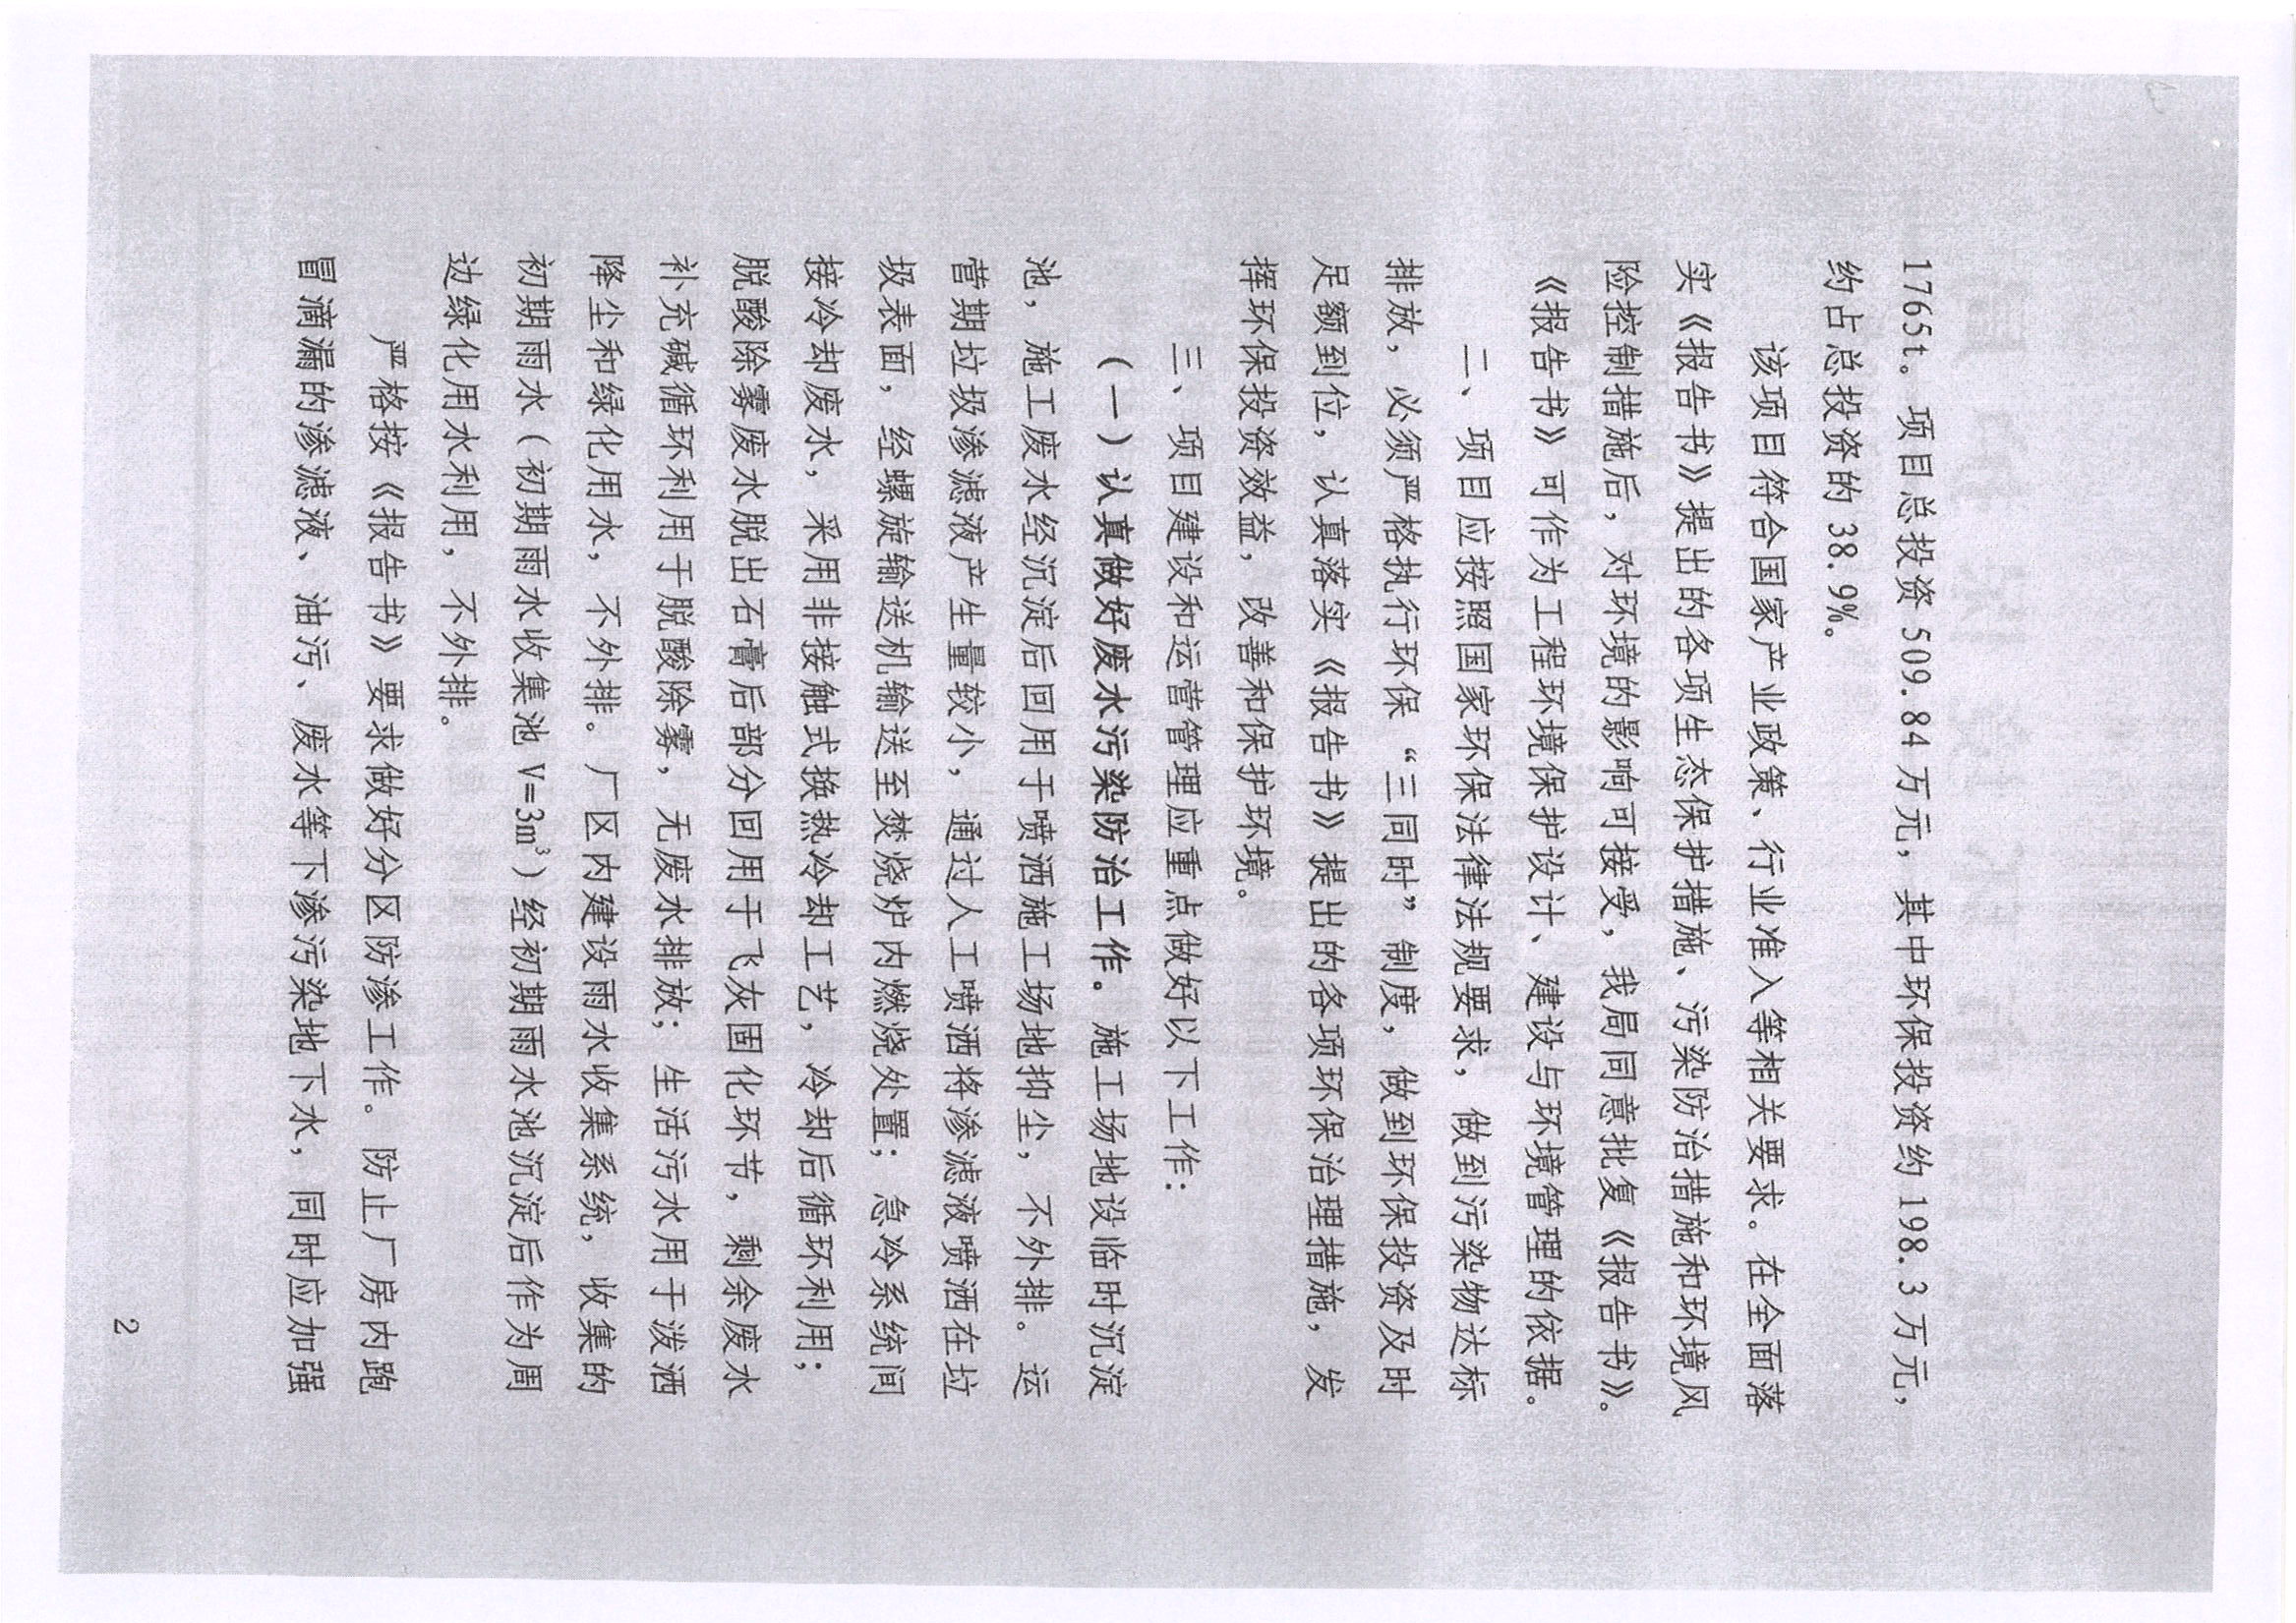 1765t。项目总投资 509.84 万元，其中环保投资约 198.3 万元，
约占总投资的 38.9%。
该项目符合国家产业政策、行业准入等相关要求。在全面落
实《报告书》提出的各项生态保护措施、污染防治措施和环境风
险控制措施后，对环境的影响可接受，我局同意批复《报告书》。
《报告书》可作为工程环境保护设计、建设与环境管理的依据。
二、项目应按照国家环保法律法规要求，做到污染物达标
排放，必须严格执行环保“三同时”制度，做到环保投资及时
足额到位，认真落实《报告书》提出的各项环保治理措施，发
挥环保投资效益，改善和保护环境。
三、项目建设和运营管理应重点做好以下工作：
（一）认真做好废水污染防治工作。施工场地设临时沉淀
池，施工废水经沉淀后回用于喷洒施工场地抑尘，不外排。运
营期垃圾渗滤液产生量较小，通过人工喷洒将渗滤液喷洒在垃
圾表面，经螺旋输送机输送至焚烧炉内燃烧处置；急冷系统间
接冷却废水，采用非接触式换热冷却工艺，冷却后循环利用；
脱酸除雾废水脱出石膏后部分回用于飞灰固化环节，剩余废水
补充碱循环利用于脱酸除雾，无废水排放；生活污水用于泼洒
降尘和绿化用水，不外排。厂区内建设雨水收集系统，收集的
初期雨水（初期雨水收集池 V=3m³）经初期雨水池沉淀后作为周
边绿化用水利用，不外排。
严格按《报告书》要求做好分区防渗工作。防止厂房内跑
冒滴漏的渗滤液、油污、废水等下渗污染地下水，同时应加强
2